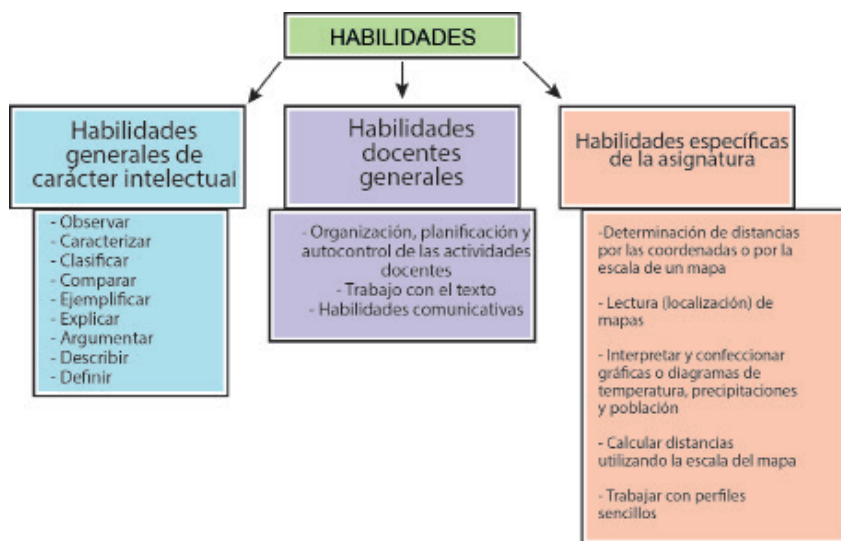 HABILIDADES
Habilidades
generales de
carácter intelectual
- Observar
- Caracterizar
- Clasificar
- Comparar
- Ejemplificar
- Explicar
- Argumentar
- Describir
- Definir
Habilidades
docentes
generales
- Organización, planificación y
autocontrol de las actividades
docentes
- Trabajo con el texto
- Habilidades comunicativas
Habilidades específicas
de la asignatura
-Determinación de distancias
por las coordenadas o por la
escala de un mapa
- Lectura (localización) de
mapas
- Interpretar y confeccionar
gráficas o diagramas de
temperatura, precipitaciones
y población
- Calcular distancias
utilizando la escala del mapa
- Trabajar con perfiles
sencillos